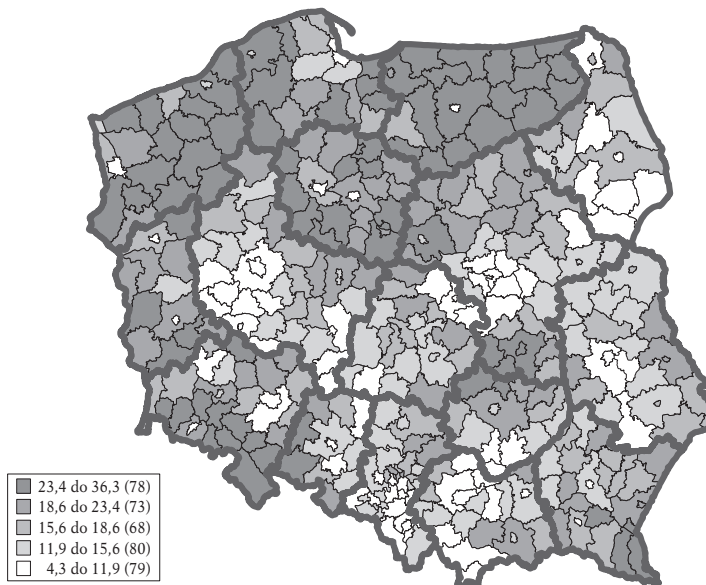 23,4 do 36,3 (78)
18,6 do 23,4 (73)
15,6 do 18,6 (68)
11,9 do 15,6 (80)
4,3 do 11,9 (79)